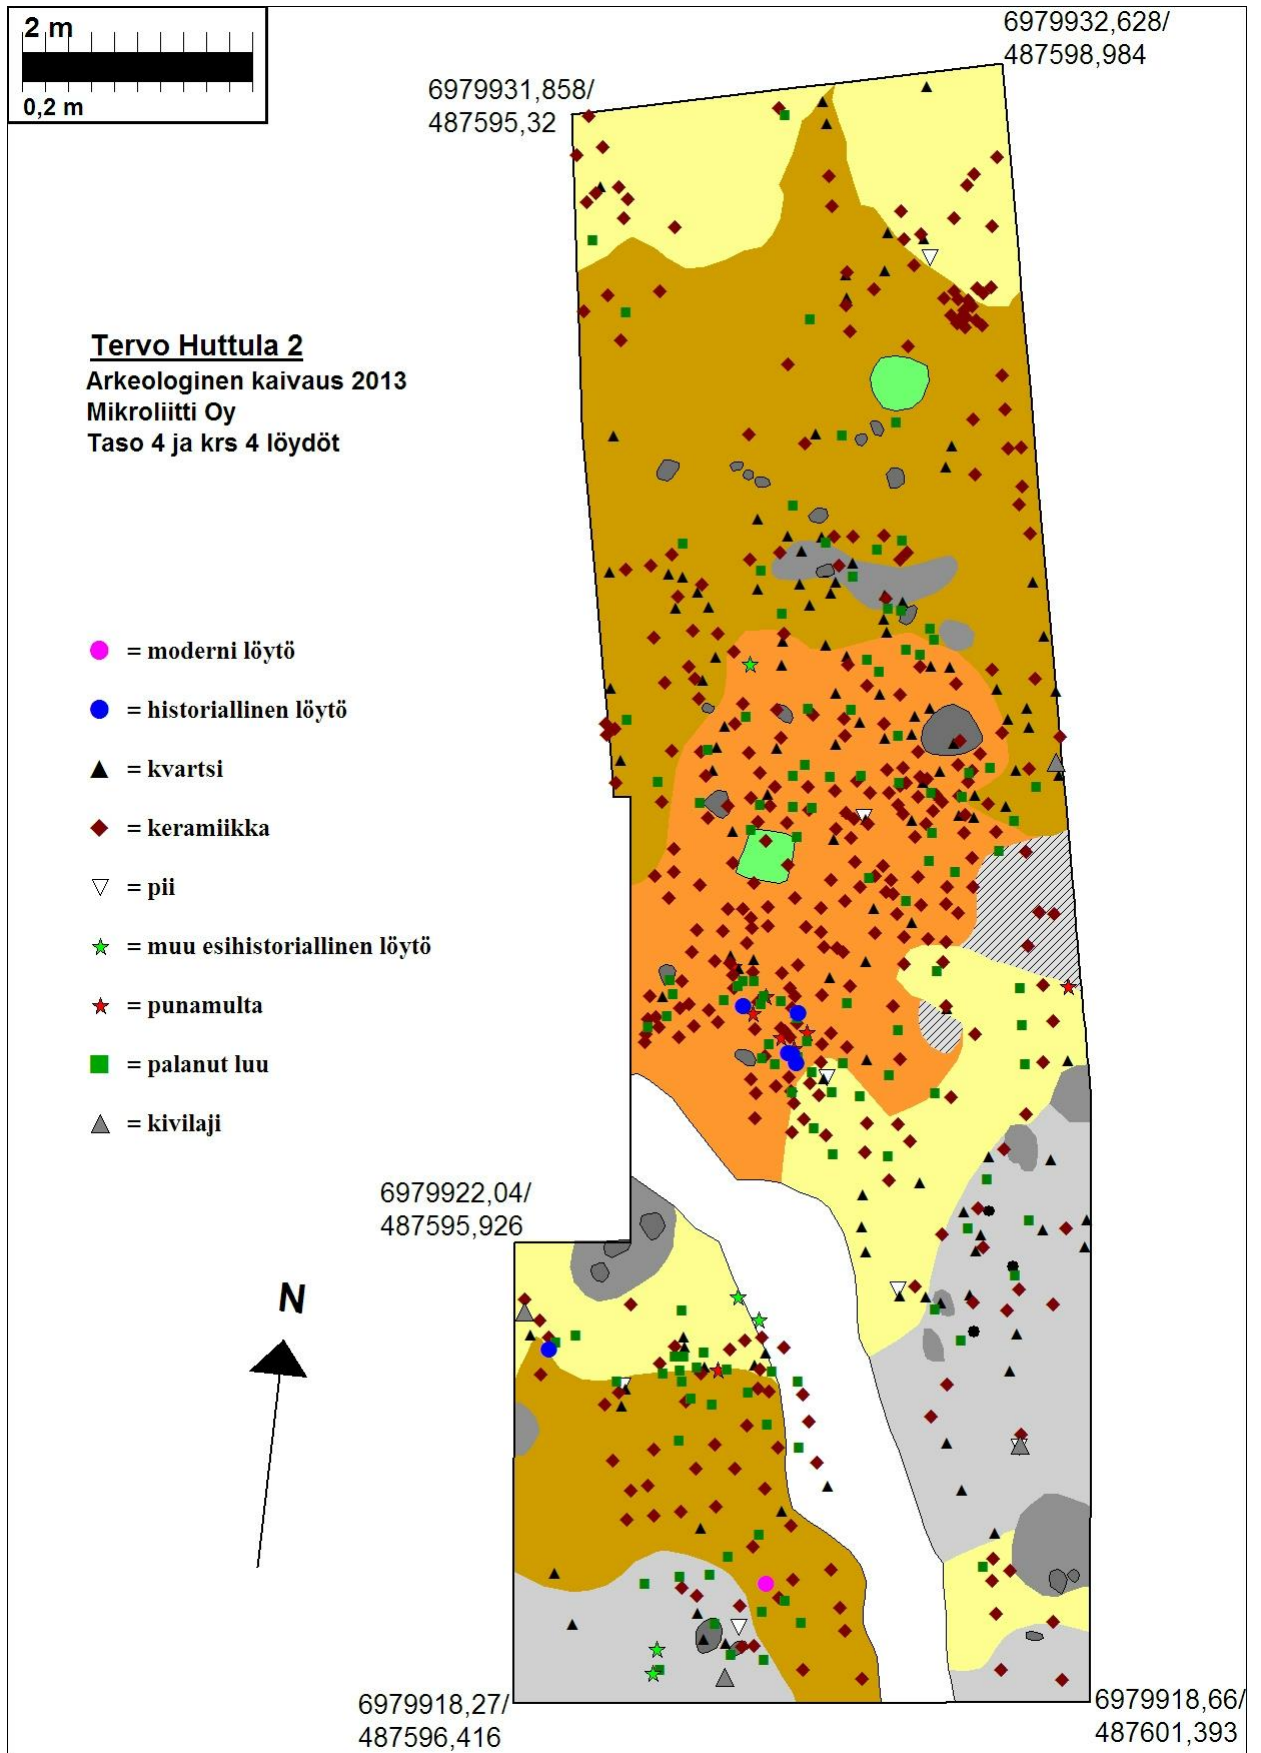 2 m
0,2 m
6979932,628/
487598,984
6979931,858/
487595,32
Tervo Huttula 2
Arkeologinen kaivaus 2013
Mikroliitti Oy
Taso 4 ja krs 4 löydöt
= moderni löytö
= historiallinen löytö
= kvartsi
= keramiikka
= pii
= muu esihistoriallinen löytö
= punamulta
= palanut luu
= kivilaji
6979922,04/
487595,926
N
6979918,27/
487596,416
6979918,66/
487601,393